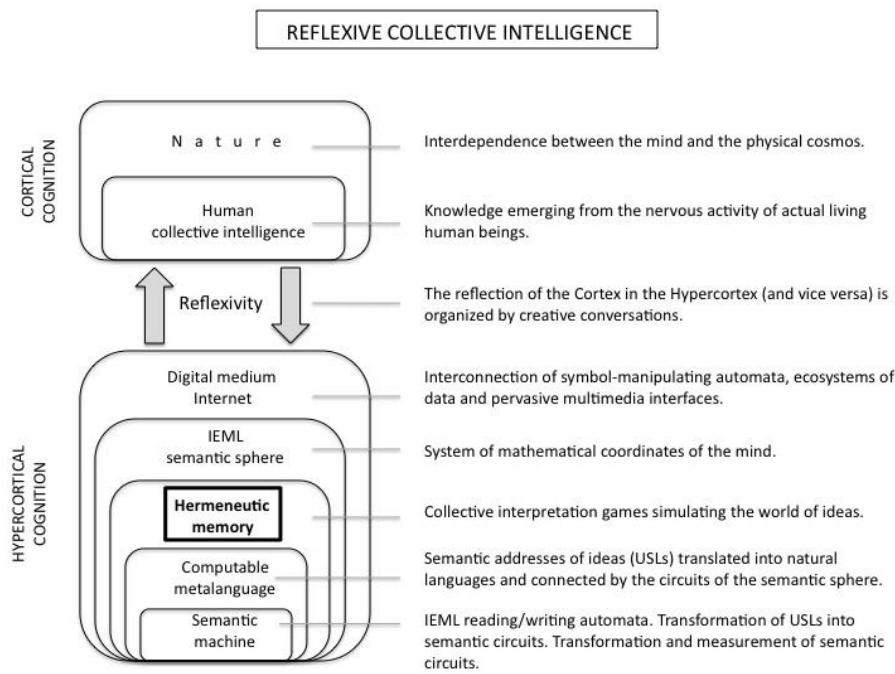 REFLEXIVE COLLECTIVE INTELLIGENCE
CORTICAL
COGNITION
N a t u r e
Interdependence between the mind and the physical cosmos.
Human
collective intelligence
Knowledge emerging from the nervous activity of actual living
human beings.
Reflexivity
The reflection of the Cortex in the Hypercortex (and vice versa) is
organized by creative conversations.
HYPERCORTICAL
COGNITION
Digital medium
Internet
Interconnection of symbol-manipulating automata, ecosystems of
data and pervasive multimedia interfaces.
IEML
semantic sphere
System of mathematical coordinates of the mind.
Hermeneutic
memory
Collective interpretation games simulating the world of ideas.
Computable
metalanguage
Semantic addresses of ideas (USLs) translated into natural
languages and connected by the circuits of the semantic sphere.
Semantic
machine
IEML reading/writing automata. Transformation of USLs into
semantic circuits. Transformation and measurement of semantic
circuits.